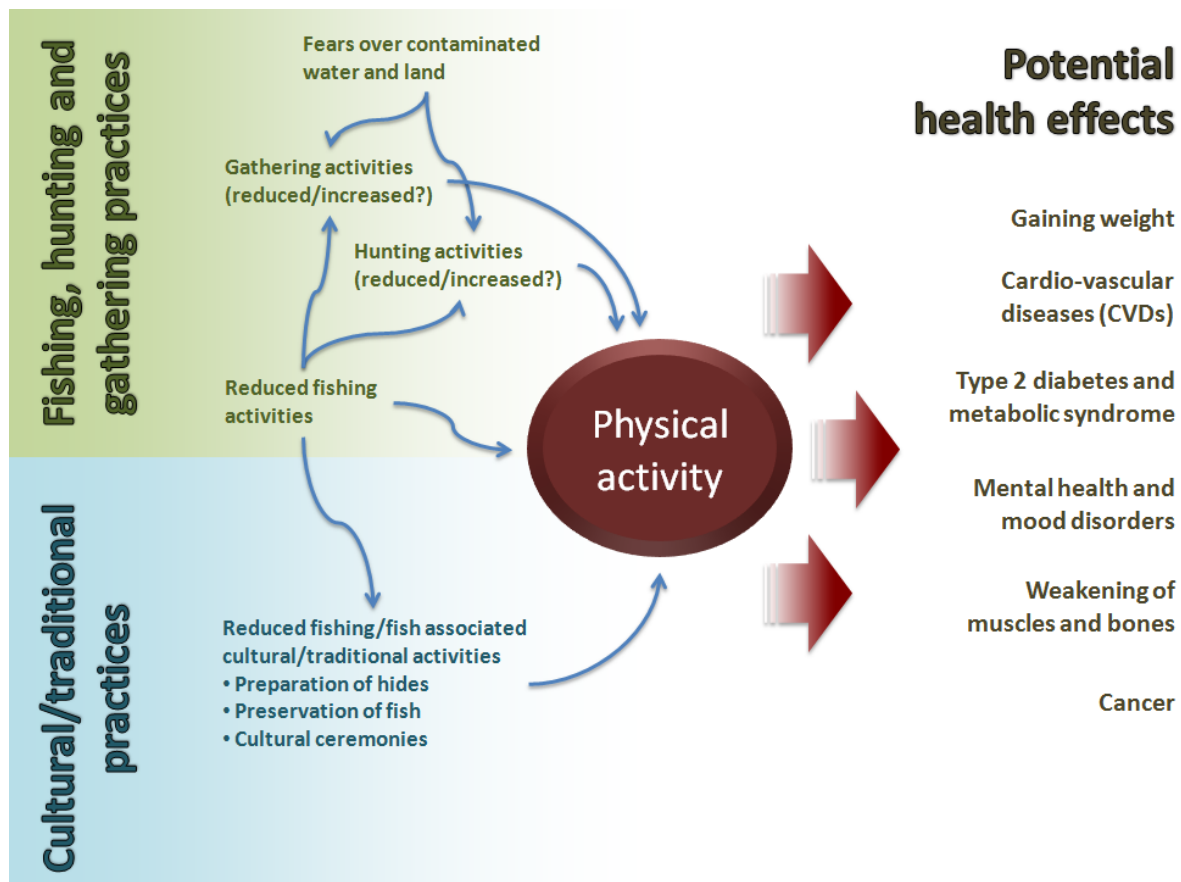 Fishing, hunting and
gathering practices
Fears over contaminated
water and land
Gathering activities
(reduced/increased?)
Hunting activities
(reduced/increased?)
Reduced fishing
activities
Cultural/traditional
practices
Reduced fishing/fish associated
cultural/traditional activities
• Preparation of hides
• Preservation of fish
• Cultural ceremonies
Physical
activity
Potential
health effects
Gaining weight
Cardio-vascular
diseases (CVDs)
Type 2 diabetes and
metabolic syndrome
Mental health and
mood disorders
Weakening of
muscles and bones
Cancer